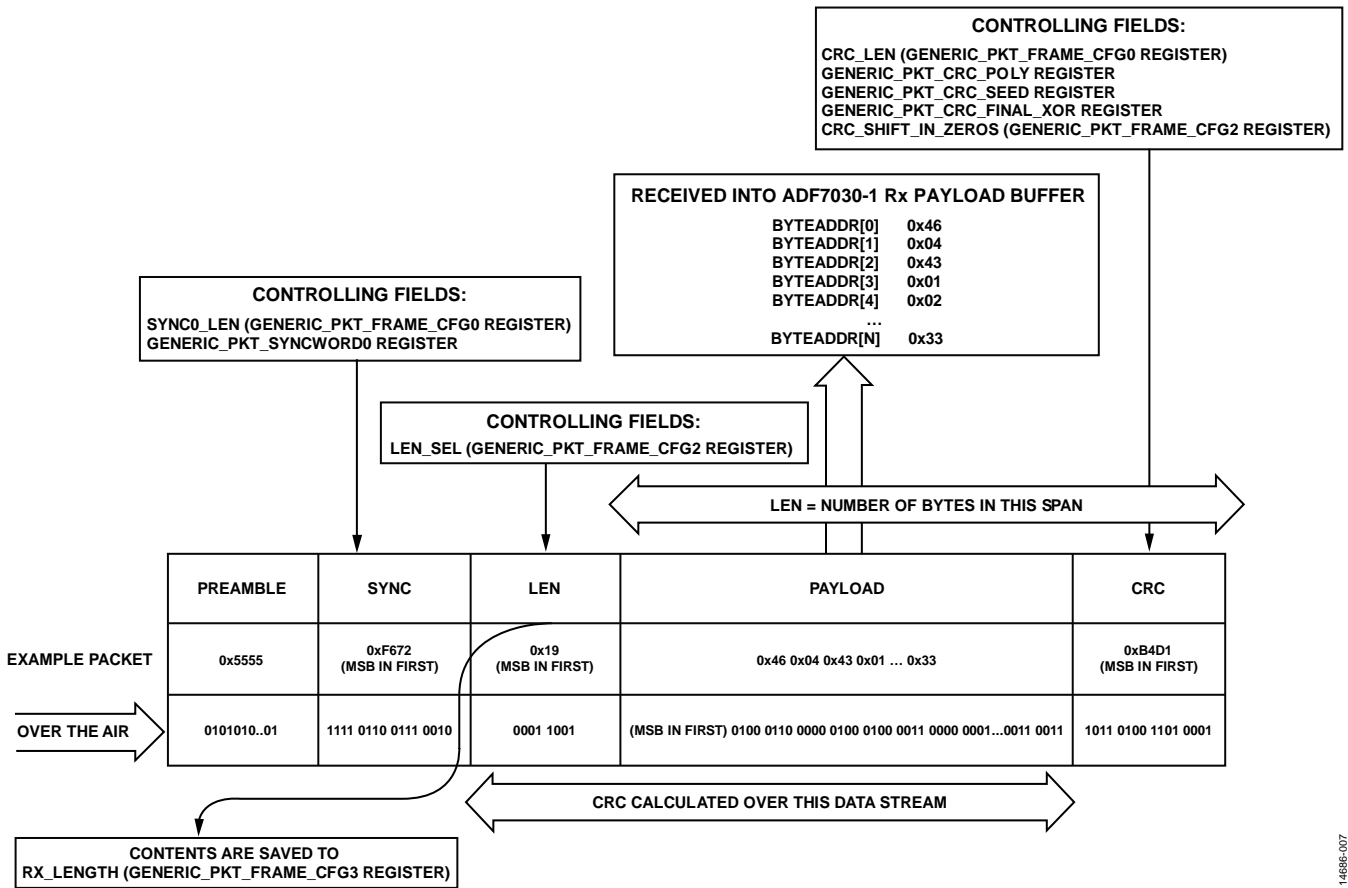 CONTROLLING FIELDS:
CRC_LEN (GENERIC_PKT_FRAME_CFG0 REGISTER)
GENERIC_PKT_CRC_POLY REGISTER
GENERIC_PKT_CRC_SEED REGISTER
GENERIC_PKT_CRC_FINAL_XOR REGISTER
CRC_SHIFT_IN_ZEROS (GENERIC_PKT_FRAME_CFG2 REGISTER)
RECEIVED INTO ADF7030-1 Rx PAYLOAD BUFFER
BYTEADDR[0] 0x46
BYTEADDR[1] 0x04
BYTEADDR[2] 0x43
BYTEADDR[3] 0x01
BYTEADDR[4] 0x02
...
BYTEADDR[N] 0x33
CONTROLLING FIELDS:
SYNC0_LEN (GENERIC_PKT_FRAME_CFG0 REGISTER)
GENERIC_PKT_SYNCWORD0 REGISTER
CONTROLLING FIELDS:
LEN_SEL (GENERIC_PKT_FRAME_CFG2 REGISTER)
LEN = NUMBER OF BYTES IN THIS SPAN
PREAMBLE SYNC LEN PAYLOAD CRC
EXAMPLE PACKET
0x5555
0xF672
(MSB IN FIRST)
0x19
(MSB IN FIRST)
0x46 0x04 0x43 0x01 ... 0x33
0xB4D1
(MSB IN FIRST)
OVER THE AIR
0101010..01
1111 0110 0111 0010
0001 1001
(MSB IN FIRST) 0100 0110 0000 0100 0100 0011 0000 0001...0011 0011
1011 0100 1101 0001
CRC CALCULATED OVER THIS DATA STREAM
CONTENTS ARE SAVED TO
RX_LENGTH (GENERIC_PKT_FRAME_CFG3 REGISTER)
14686-007